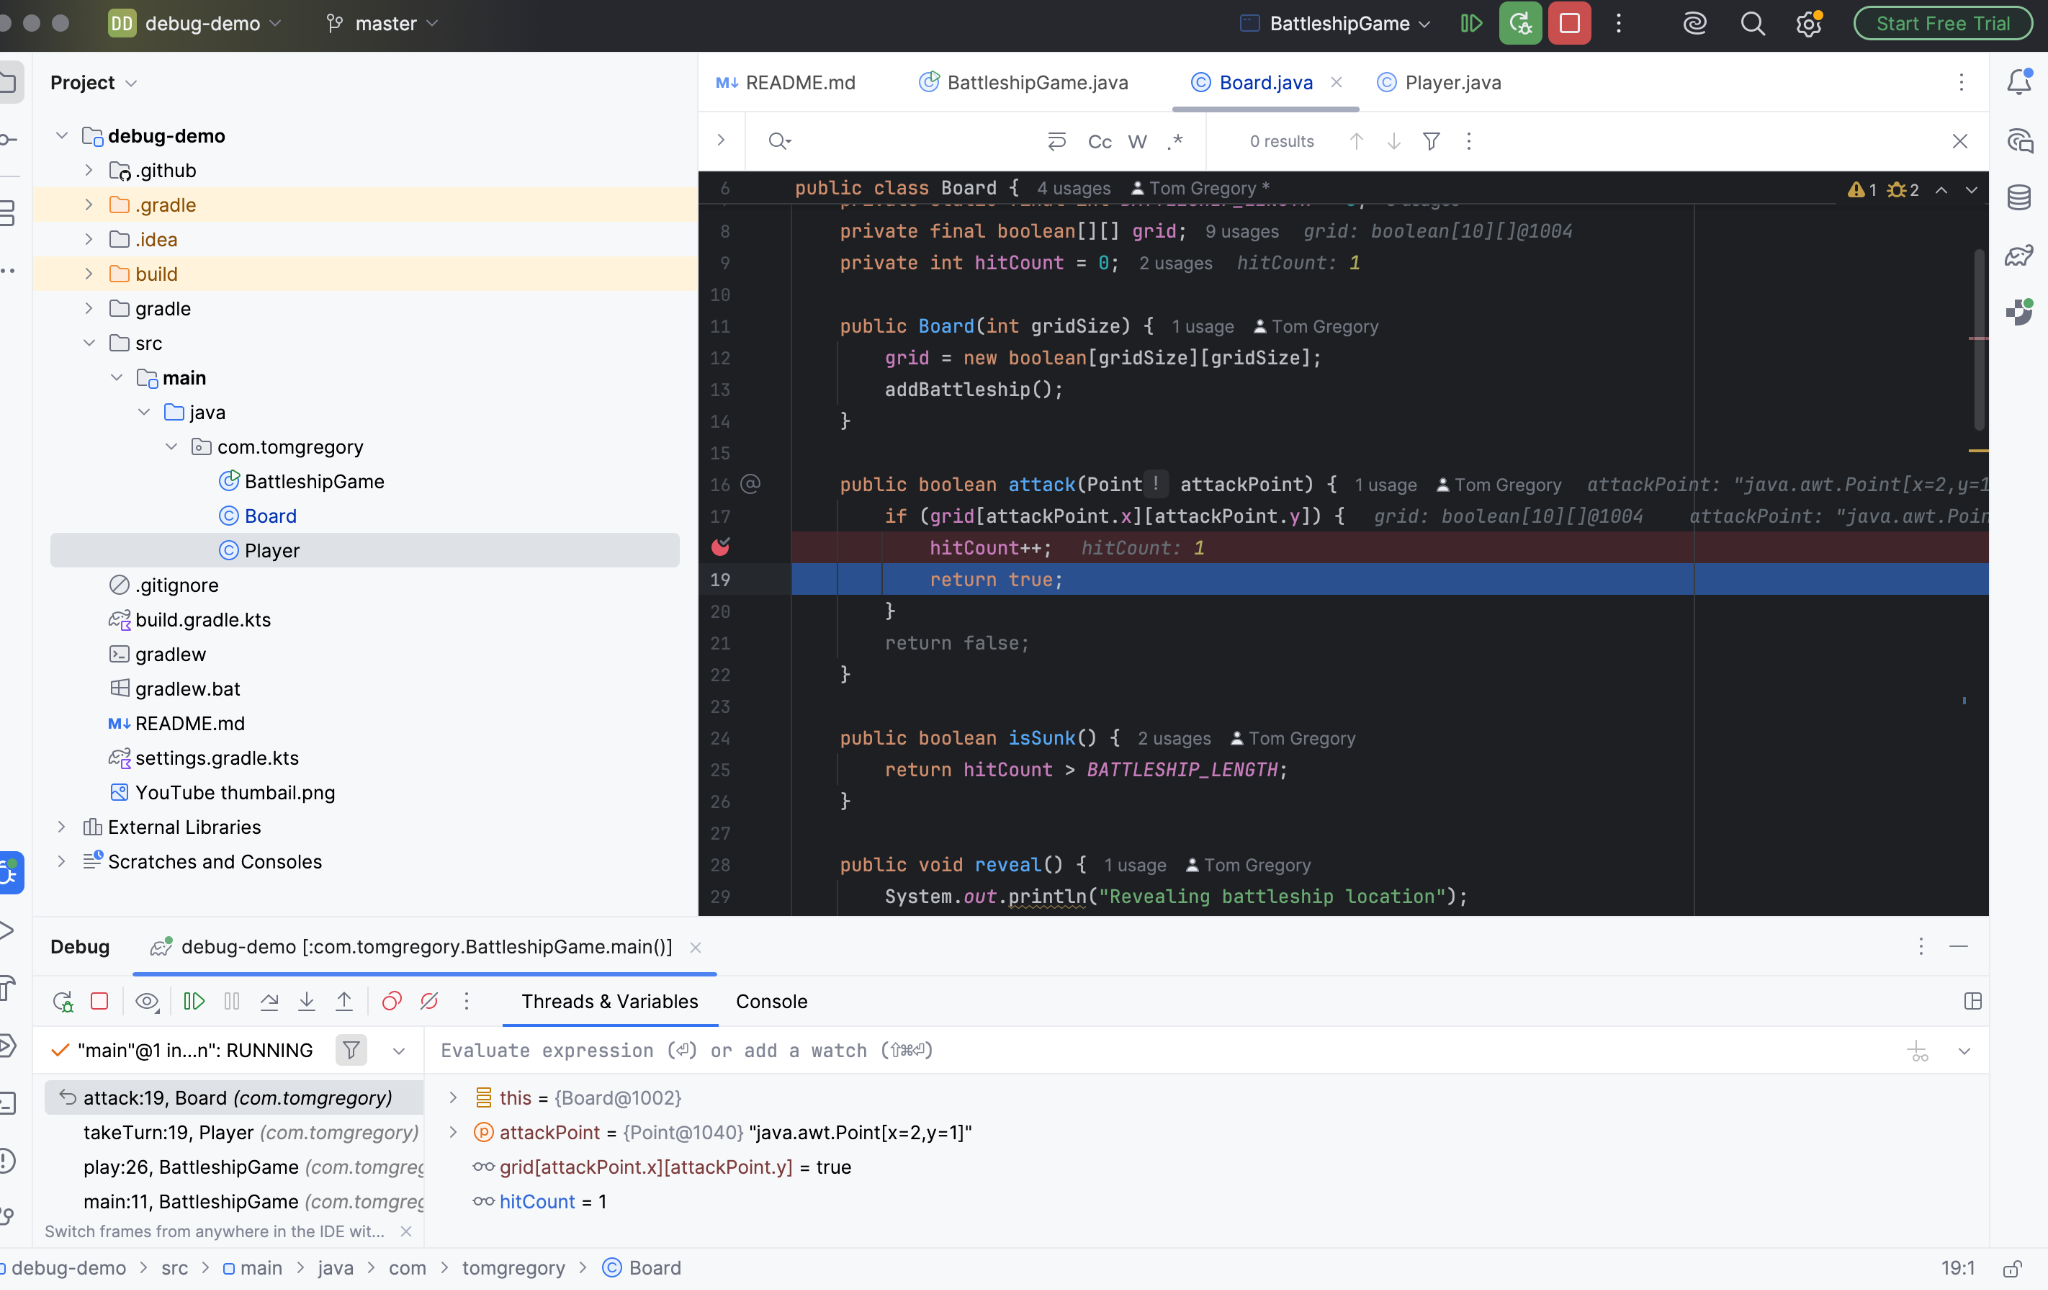 DD debug-demo master BattleshipGame Start Free Trial
Project
debug-demo
.github
.gradle
.idea
build
gradle
src
main
java
com.tomgregory
BattleshipGame
Board
Player
.gitignore
build.gradle.kts
gradlew
gradlew.bat
M↓ README.md
settings.gradle.kts
YouTube thumbail.png
External Libraries
Scratches and Consoles
M↓ README.md BattleshipGame.java Board.java Player.java
Cc W .* 0 results
6 public class Board { 4 usages Tom Gregory * 1 2
8 private final boolean[][] grid; 9 usages grid: boolean[10][]@1004
9 private int hitCount = 0; 2 usages hitCount: 1
10
11 public Board(int gridSize) { 1 usage Tom Gregory
12 grid = new boolean[gridSize][gridSize];
13 addBattleship();
14 }
15
16 @ public boolean attack(Point ! attackPoint) { 1 usage Tom Gregory attackPoint: "java.awt.Point[x=2,y=1
17 if (grid[attackPoint.x][attackPoint.y]) { grid: boolean[10][]@1004 attackPoint: "java.awt.Poin
hitCount++; hitCount: 1
19 return true;
20 }
21 return false;
22 }
23
24 public boolean isSunk() { 2 usages Tom Gregory
25 return hitCount > BATTLESHIP_LENGTH;
26 }
27
28 public void reveal() { 1 usage Tom Gregory
29 System.out.println("Revealing battleship location");
Debug debug-demo [:com.tomgregory.BattleshipGame.main()]
Threads & Variables Console
"main"@1 in...n": RUNNING
Evaluate expression (⏎) or add a watch (⇧⌘⏎)
attack:19, Board (com.tomgregory)
takeTurn:19, Player (com.tomgregory)
play:26, BattleshipGame (com.tomgreg
main:11, BattleshipGame (com.tomgreg
Switch frames from anywhere in the IDE wit...
this = {Board@1002}
attackPoint = {Point@1040} "java.awt.Point[x=2,y=1]"
grid[attackPoint.x][attackPoint.y] = true
hitCount = 1
debug-demo > src > main > java > com > tomgregory > Board 19:1